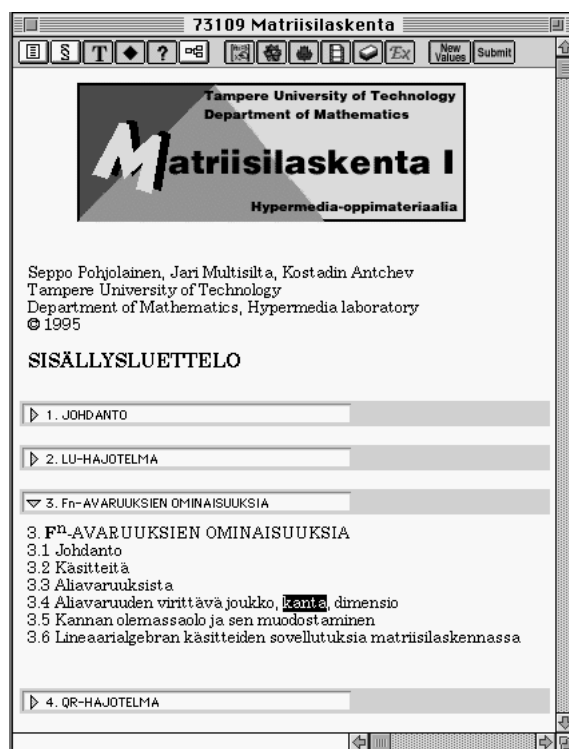 73109 Matriisilaskenta
§ T ? Ex New Values Submit
Tampere University of Technology
Department of Mathematics
Matriisilaskenta I
Hypermedia-oppimateriaalia
Seppo Pohjolainen, Jari Multisilta, Kostadin Antchev
Tampere University of Technology
Department of Mathematics, Hypermedia laboratory
© 1995
SISÄLLYSLUETTELO
1. JOHDANTO
2. LU-HAJOTELMA
3. Fn-AVARUUKSIEN OMINAISUUKSIA
3. Fⁿ-AVARUUKSIEN OMINAISUUKSIA
3.1 Johdanto
3.2 Käsitteitä
3.3 Aliavaruuksista
3.4 Aliavaruuden virittävä joukko, kanta, dimensio
3.5 Kannan olemassaolo ja sen muodostaminen
3.6 Lineaarialgebran käsitteiden sovellutuksia matriisilaskennassa
4. QR-HAJOTELMA